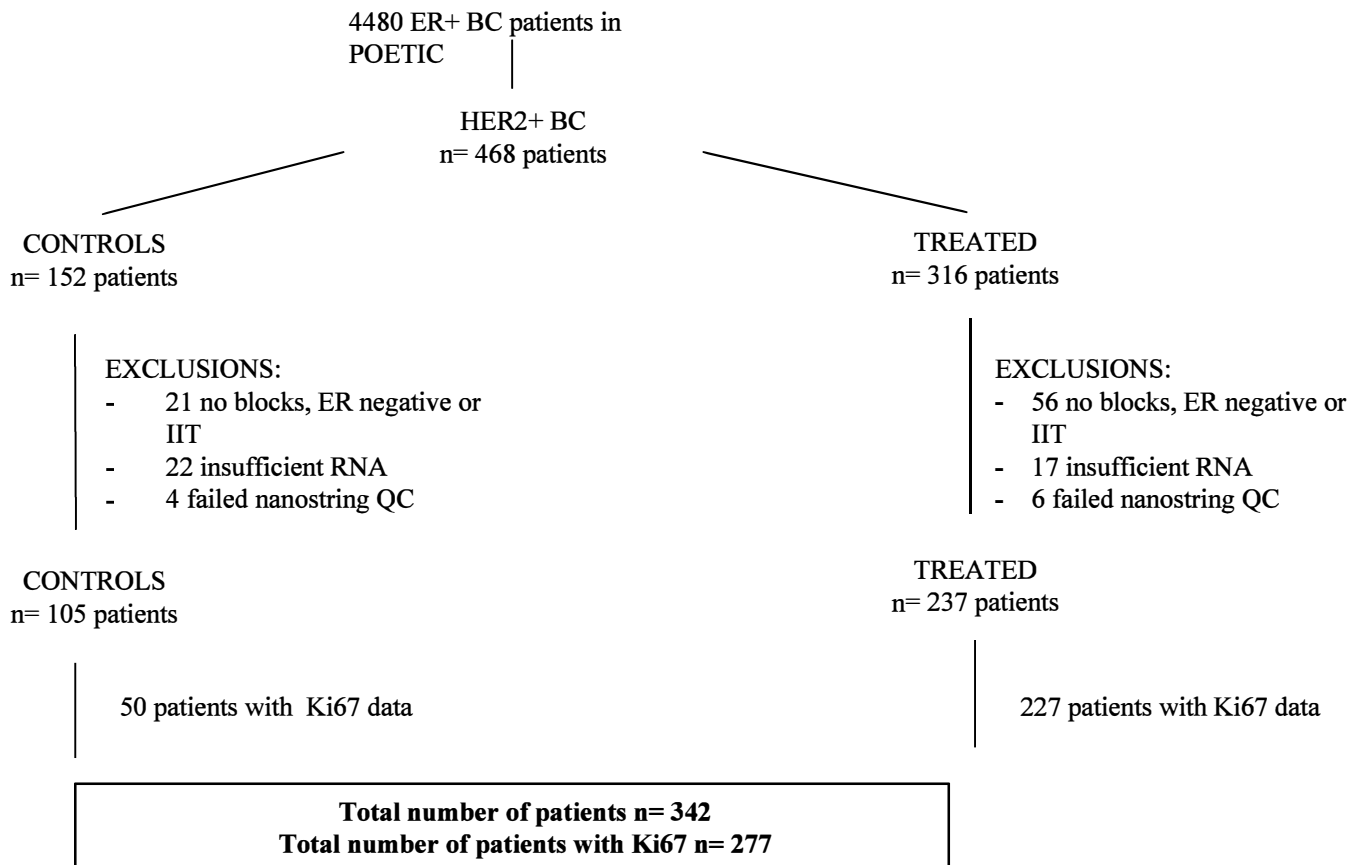 4480 ER+ BC patients in
POETIC
HER2+ BC
n= 468 patients
CONTROLS
n= 152 patients
TREATED
n= 316 patients
EXCLUSIONS:
- 21 no blocks, ER negative or
IIT
- 22 insufficient RNA
- 4 failed nanostring QC
EXCLUSIONS:
- 56 no blocks, ER negative or
IIT
- 17 insufficient RNA
- 6 failed nanostring QC
CONTROLS
n= 105 patients
TREATED
n= 237 patients
50 patients with Ki67 data
227 patients with Ki67 data
Total number of patients n= 342
Total number of patients with Ki67 n= 277